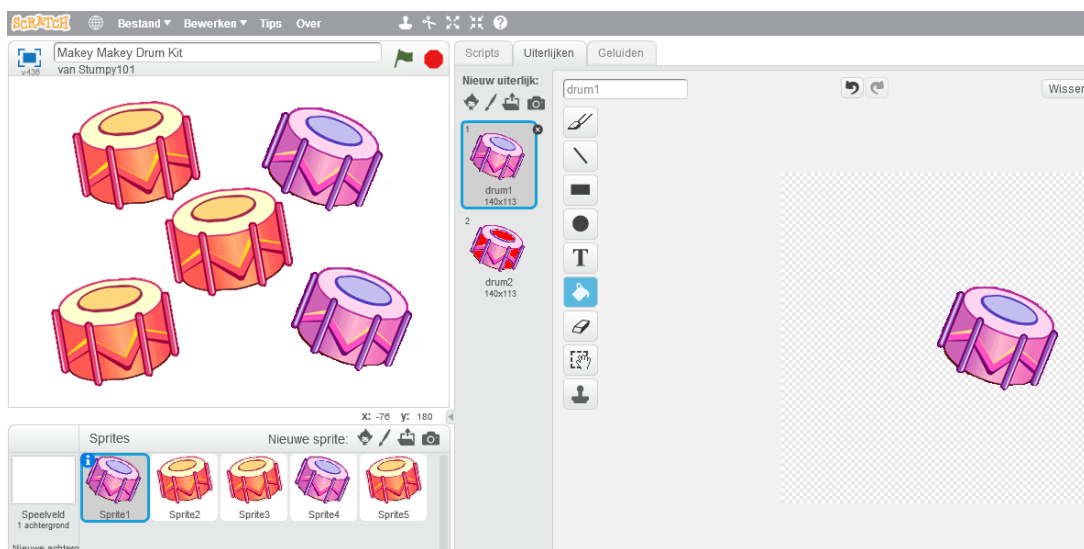 SCRATCH Bestand▼ Bewerken▼ Tips Over
v436 Makey Makey Drum Kit
van Stumpy101
Scripts Uiterlijken Geluiden
Nieuw uiterlijk:
drum1 Wissen
1
drum1
140x113
2
drum2
140x113
T
X: -76 y: 180
Sprites Nieuwe sprite:
Speelveld
1 achtergrond
Sprite1 Sprite2 Sprite3 Sprite4 Sprite5
Nieuwe achterg